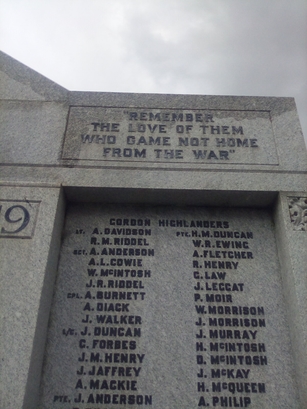 "REMEMBER
THE LOVE OF THEM
WHO CAME NOT HOME
FROM THE WAR"
19
GORDON HIGHLANDERS
LT. A. DAVIDSON
R. M. RIDDEL
SGT. A. ANDERSON
A. L. COWIE
W. McINTOSH
J. R. RIDDEL
CPL. A. BURNETT
A. DIACK
J. WALKER
L/C. J. DUNCAN
C. FORBES
J. M. HENRY
J. JAFFREY
A. MACKIE
PTE. J. ANDERSON
PTE. H. M. DUNCAN
W. R. EWING
A. FLETCHER
R. HENRY
C. LAW
J. LEGGAT
P. MOIR
W. MORRISON
J. MORRISON
J. MURRAY
H. McINTOSH
D. McINTOSH
J. McKAY
H. McQUEEN
A. PHILIP